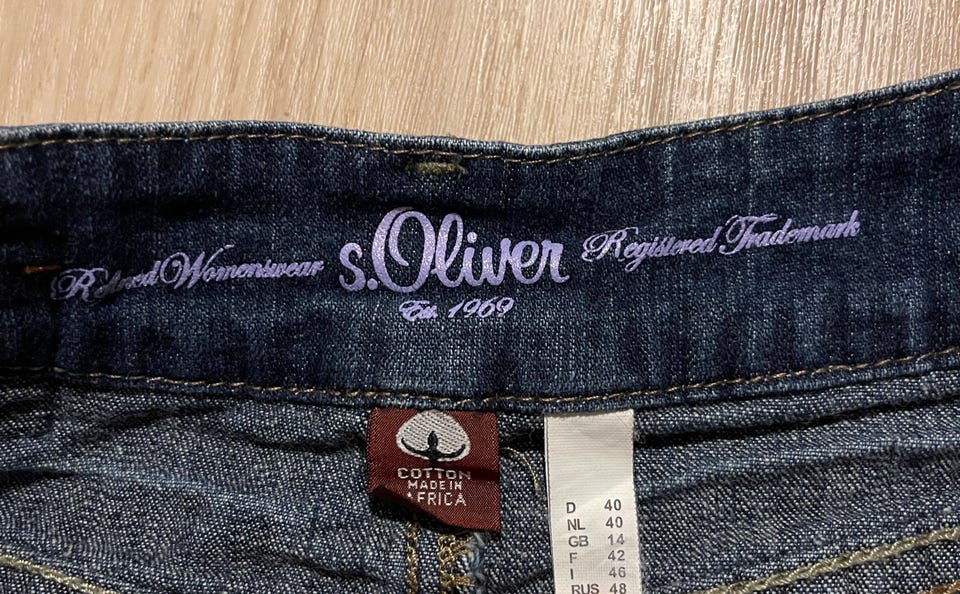 Refined Womenswear s.Oliver Registered Trademark
Est. 1969
COTTON
MADE IN
AFRICA
D 40
NL 40
GB 14
F 42
I 46
RUS 48